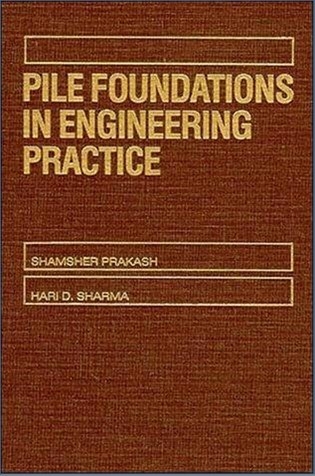 PILE FOUNDATIONS
IN ENGINEERING
PRACTICE
SHAMSHER PRAKASH
HARI D. SHARMA